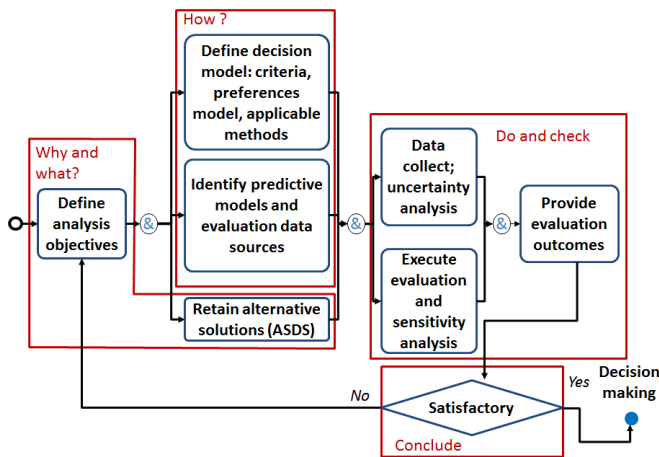 How ?
Define decision
model: criteria,
preferences
model, applicable
methods
Why and
what?
Define
analysis
objectives
&
Identify predictive
models and
evaluation data
sources
Retain alternative
solutions (ASDS)
&
Do and check
Data
collect;
uncertainty
analysis
Execute
evaluation
and
sensitivity
analysis
&
Provide
evaluation
outcomes
No
Satisfactory
Yes
Decision
making
Conclude